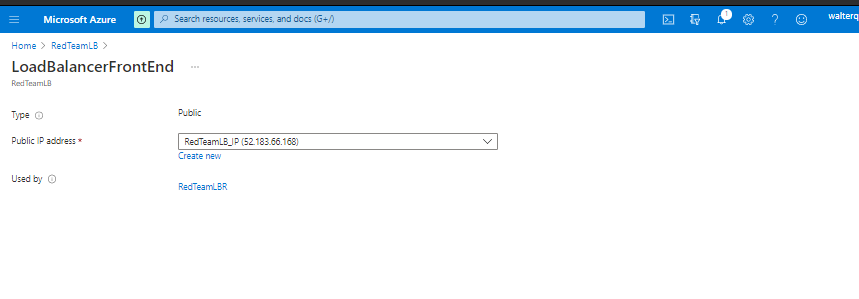 Microsoft Azure
Search resources, services, and docs (G+/)
1
walterq
Home > RedTeamLB >
LoadBalancerFrontEnd ...
RedTeamLB
Type
Public
Public IP address *
RedTeamLB_IP (52.183.66.168)
Create new
Used by
RedTeamLBR